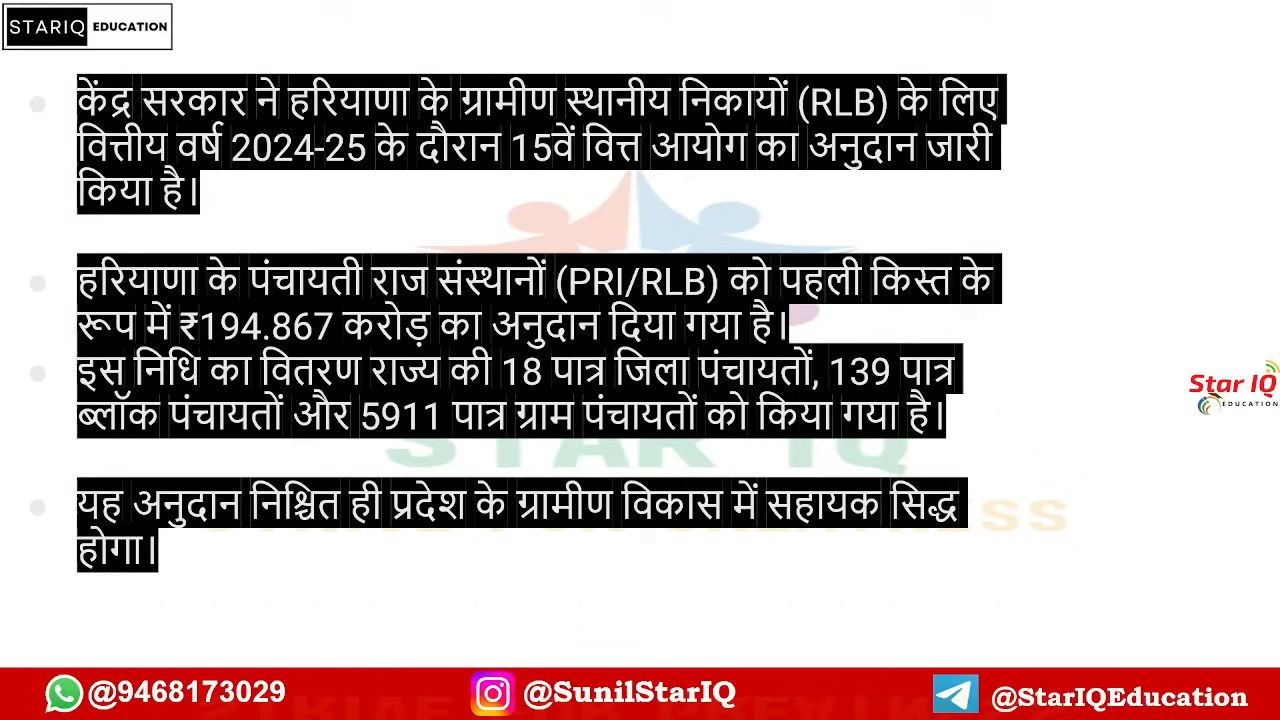 STARIQ EDUCATION
केंद्र सरकार ने हरियाणा के ग्रामीण स्थानीय निकायों (RLB) के लिए
वित्तीय वर्ष 2024-25 के दौरान 15वें वित्त आयोग का अनुदान जारी
किया है।
हरियाणा के पंचायती राज संस्थानों (PRI/RLB) को पहली किस्त के
रूप में ₹194.867 करोड़ का अनुदान दिया गया है।
इस निधि का वितरण राज्य की 18 पात्र जिला पंचायतों, 139 पात्र
ब्लॉक पंचायतों और 5911 पात्र ग्राम पंचायतों को किया गया है।
Star IQ
EDUCATION
STAR IQ
यह अनुदान निश्चित ही प्रदेश के ग्रामीण विकास में सहायक सिद्ध
होगा।
@9468173029 @SunilStarIQ @StarIQEducation